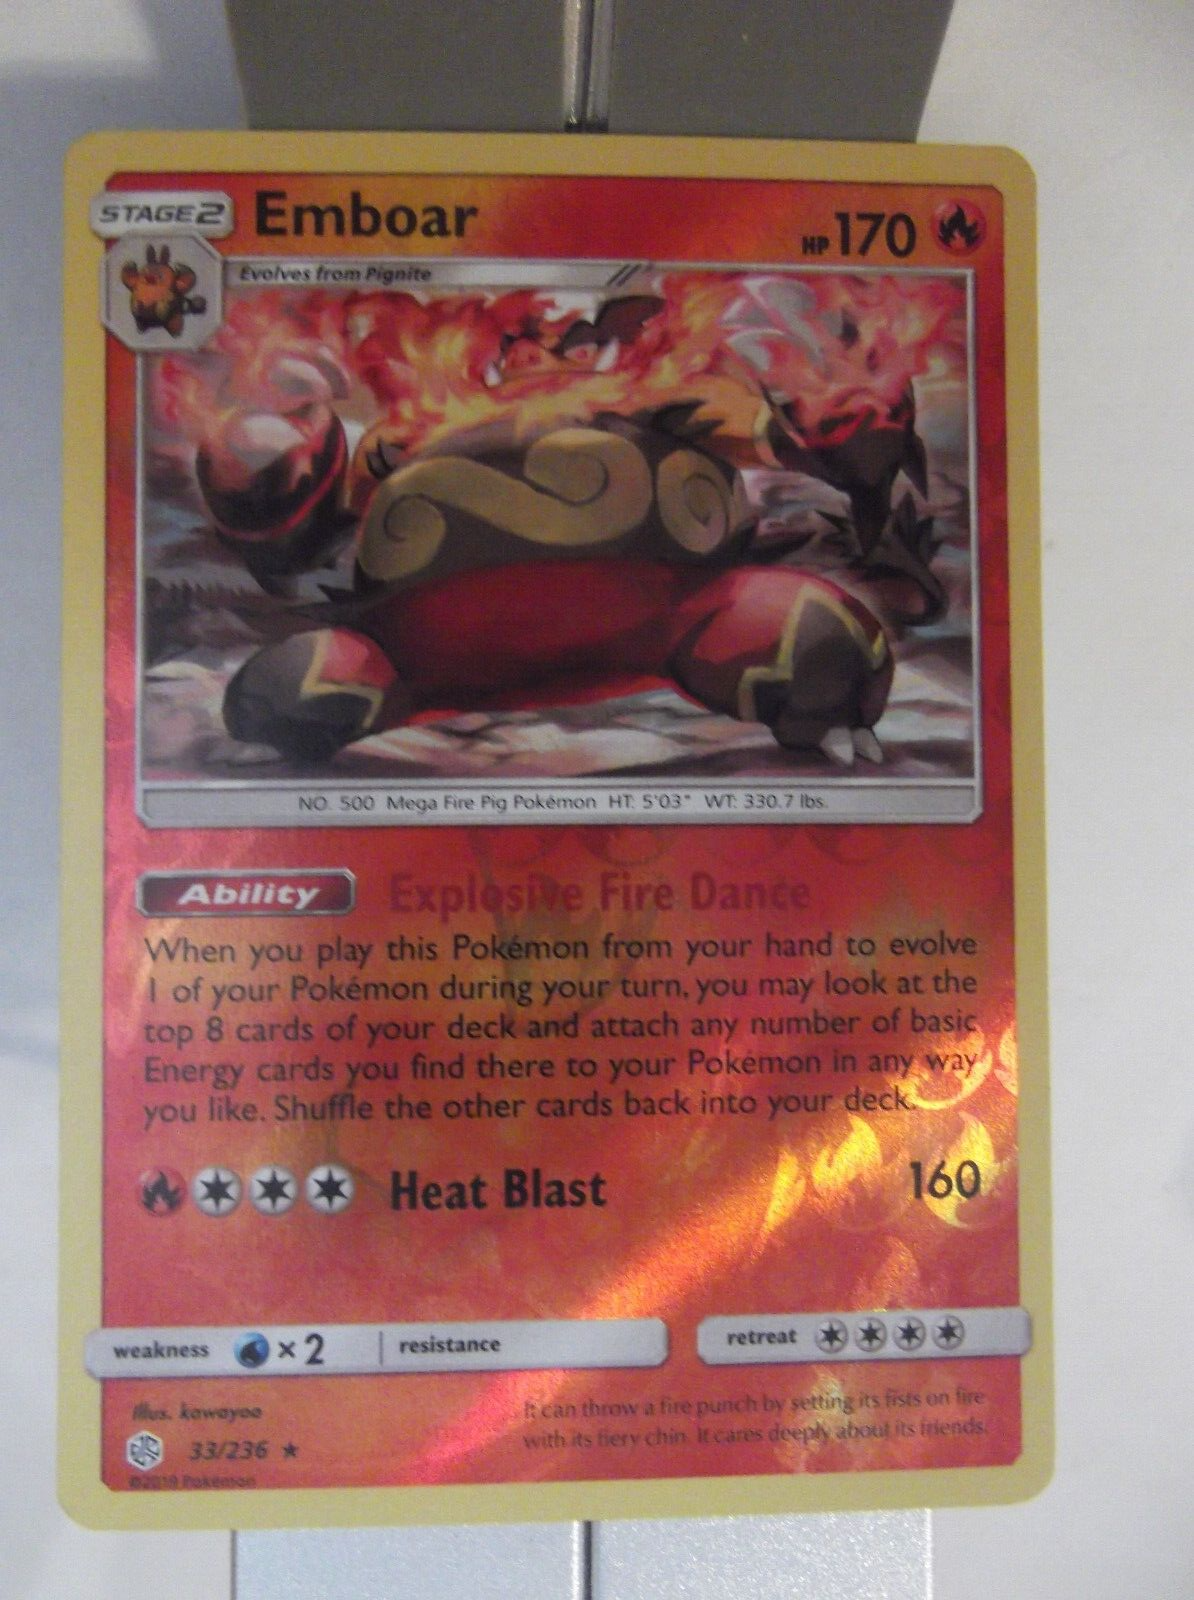 STAGE2
Emboar
HP 170
Evolves from Pignite
NO. 500 Mega Fire Pig Pokémon HT: 5'03" WT: 330.7 lbs.
Ability Explosive Fire Dance
When you play this Pokémon from your hand to evolve
1 of your Pokémon during your turn, you may look at the
top 8 cards of your deck and attach any number of basic
Energy cards you find there to your Pokémon in any way
you like. Shuffle the other cards back into your deck.
Heat Blast 160
weakness ×2 resistance retreat
Illus. kawayoo
It can throw a fire punch by setting its fists on fire
with its fiery chin. It cares deeply about its friends.
33/236 ★
©2019 Pokémon